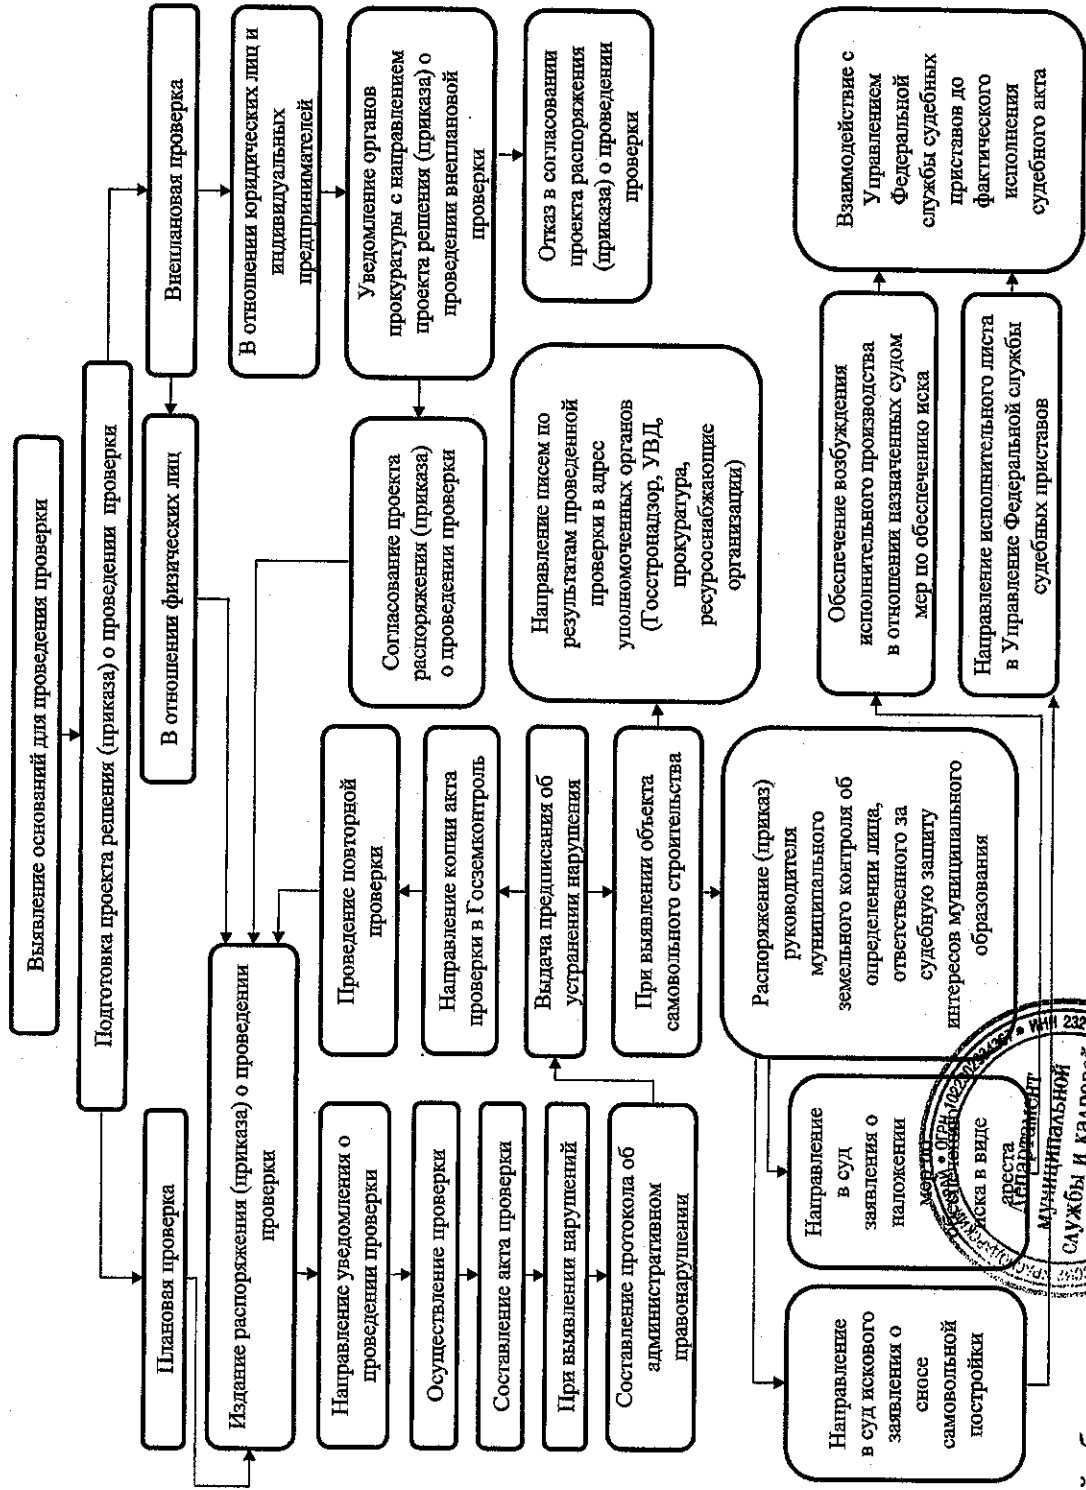 Выявление оснований для проведения проверки
Подготовка проекта решения (приказа) о проведении проверки
Плановая проверка
В отношении физических лиц
Внеплановая проверка
Издание распоряжения (приказа) о проведении
проверки
В отношении юридических лиц и
индивидуальных
предпринимателей
Направление уведомления о
проведении проверки
Проведение повторной
проверки
Согласование проекта
распоряжения (приказа)
о проведении проверки
Уведомление органов
прокуратуры с направлением
проекта решения (приказа) о
проведении внеплановой
проверки
Осуществление проверки
Направление копии акта
проверки в Госземконтроль
Составление акта проверки
Выдача предписания об
устранении нарушения
Направление писем по
результатам проведенной
проверки в адрес
уполномоченных органов
(Госстронадзор, УВД,
прокуратура,
ресурсоснабжающие
организации)
Отказ в согласовании
проекта распоряжения
(приказа) о проведении
проверки
При выявлении нарушений
Составление протокола об
административном
правонарушении
При выявлении объекта
самовольного строительства
Распоряжение (приказ)
руководителя
муниципального
земельного контроля об
определении лица,
ответственного за
судебную защиту
интересов муниципального
образования
Направление
в суд искового
заявления о
сносе
самовольной
постройки
Направление
в суд
заявления о
наложении
мер по
обеспечению
иска в виде
ареста
Обеспечение возбуждения
исполнительного производства
в отношении назначенных судом
мер по обеспечению иска
Направление исполнительного листа
в Управление Федеральной службы
судебных приставов
Взаимодействие с
Управлением
Федеральной
службы судебных
приставов до
фактического
исполнения
судебного акта
Департамент
муниципальной
службы и кадровой